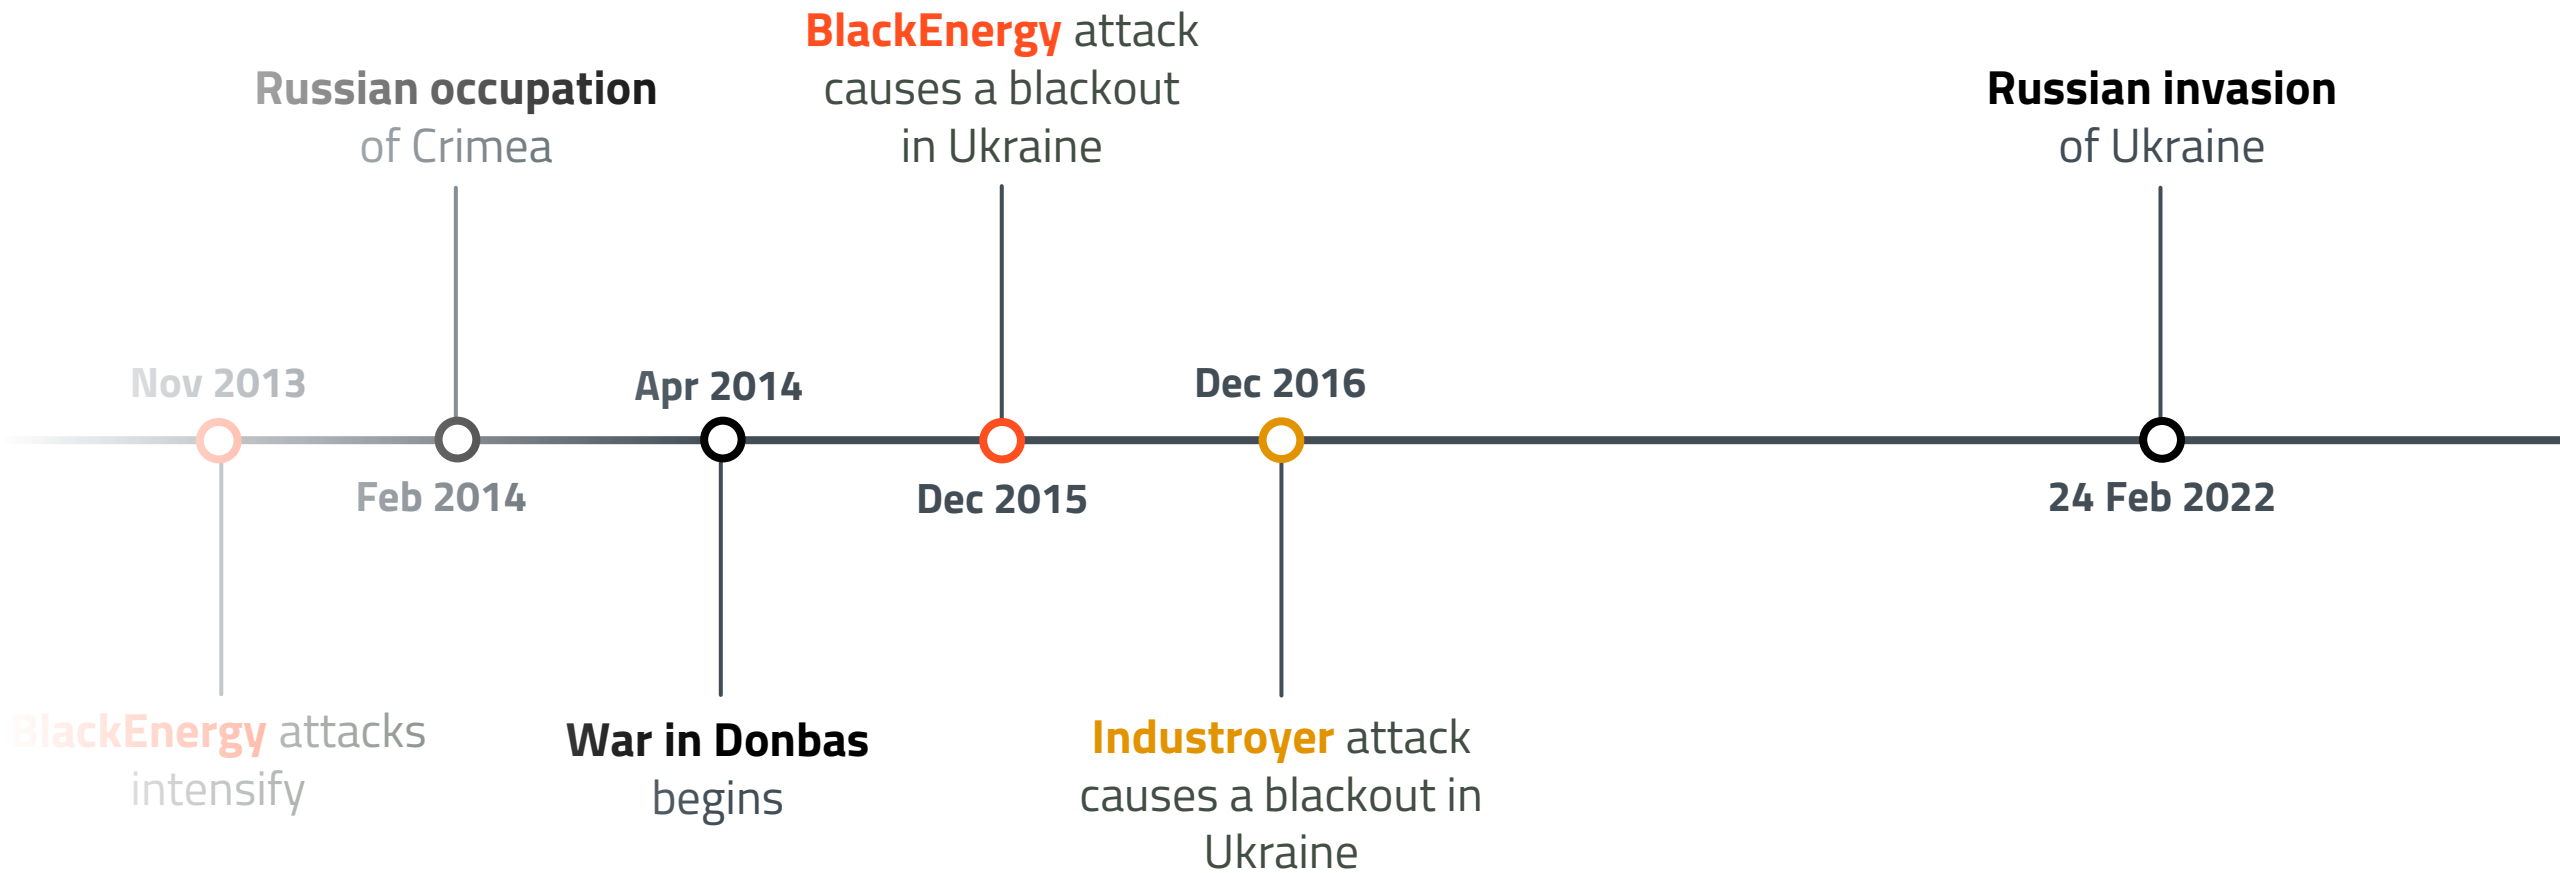 BlackEnergy attack
causes a blackout
in Ukraine
Russian occupation
of Crimea
Russian invasion
of Ukraine
Nov 2013
Apr 2014
Dec 2016
Feb 2014
Dec 2015
24 Feb 2022
BlackEnergy attacks
intensify
War in Donbas
begins
Industroyer attack
causes a blackout in
Ukraine